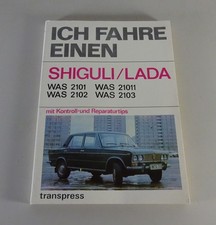 ICH FAHRE
EINEN
SHIGULI/LADA
WAS 2101 WAS 21011
WAS 2102 WAS 2103
mit Kontroll-und Reparaturtips
transpress